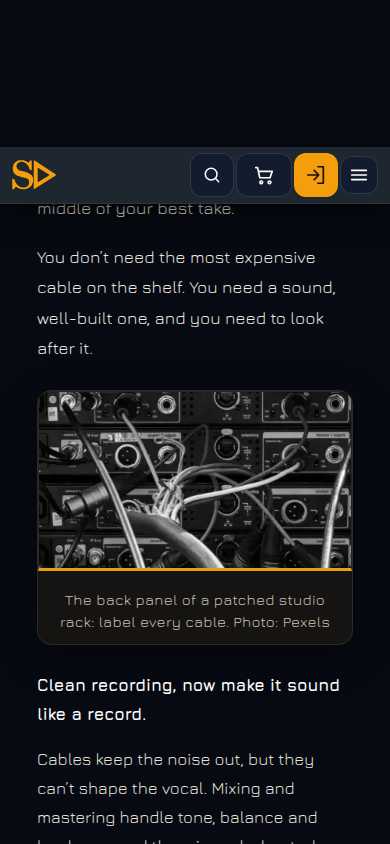 SD
middle of your best take.
You don't need the most expensive
cable on the shelf. You need a sound,
well-built one, and you need to look
after it.
The back panel of a patched studio
rack: label every cable. Photo: Pexels
Clean recording, now make it sound
like a record.
Cables keep the noise out, but they
can't shape the vocal. Mixing and
mastering handle tone, balance and